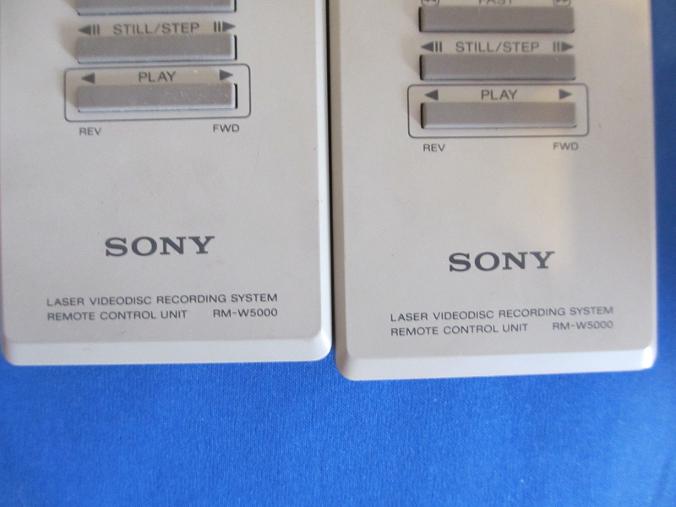 STILL/STEP
PLAY
REV FWD
SONY
LASER VIDEODISC RECORDING SYSTEM
REMOTE CONTROL UNIT RM-W5000
FAST
STILL/STEP
PLAY
REV FWD
SONY
LASER VIDEODISC RECORDING SYSTEM
REMOTE CONTROL UNIT RM-W5000